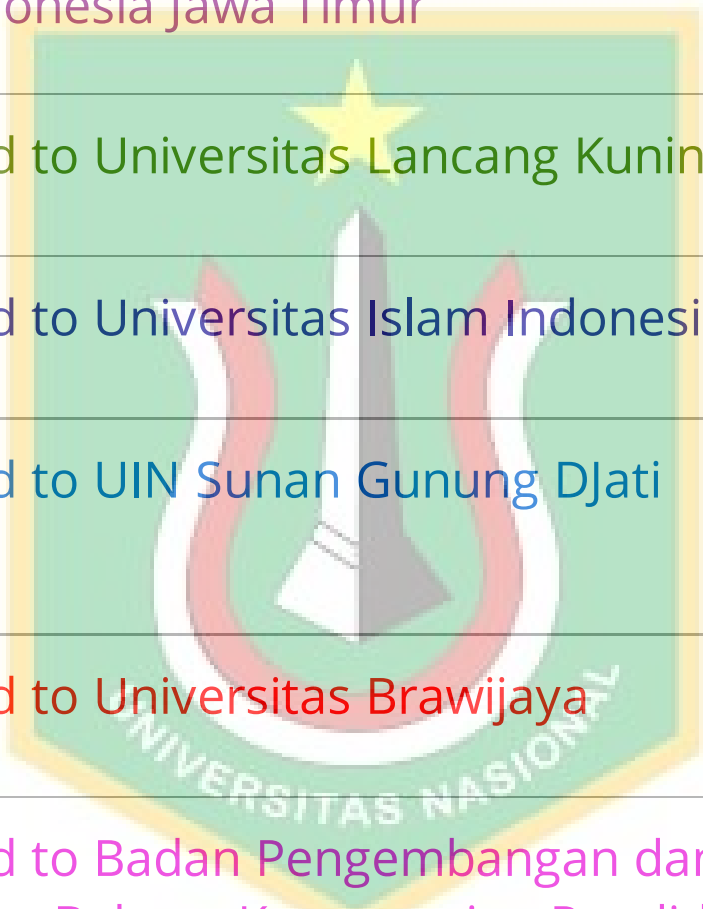 onesia Jawa Timur
d to Universitas Lancang Kunin
d to Universitas Islam Indonesi
d to UIN Sunan Gunung DJati
d to Universitas Brawijaya
UNIVERSITAS NASIONAL
d to Badan Pengembangan dan